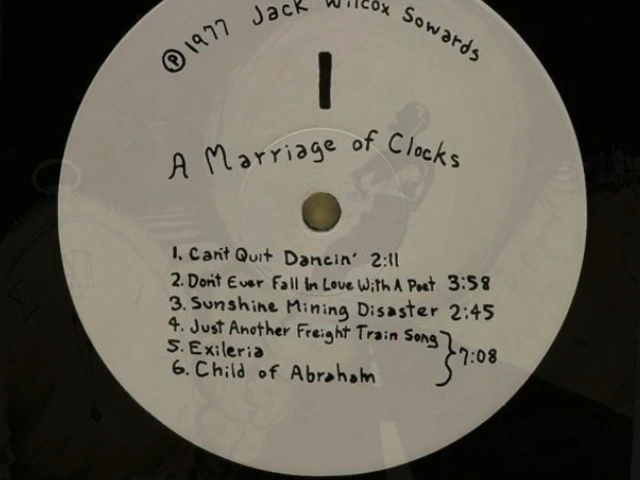 ℗1977 Jack Wilcox Sowards
I
A Marriage of Clocks
1. Can't Quit Dancin' 2:11
2. Don't Ever Fall In Love With A Poet 3:58
3. Sunshine Mining Disaster 2:45
4. Just Another Freight Train Song
5. Exileria
6. Child of Abraham
} 7:08